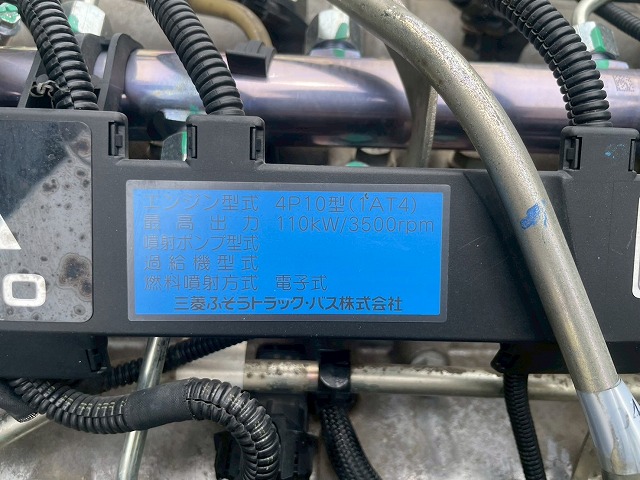 エンジン型式 4P10型(1AT4)
最高出力 110kW/3500rpm
噴射ポンプ型式
過給機型式
燃料噴射方式 電子式
三菱ふそうトラック・バス株式会社
O